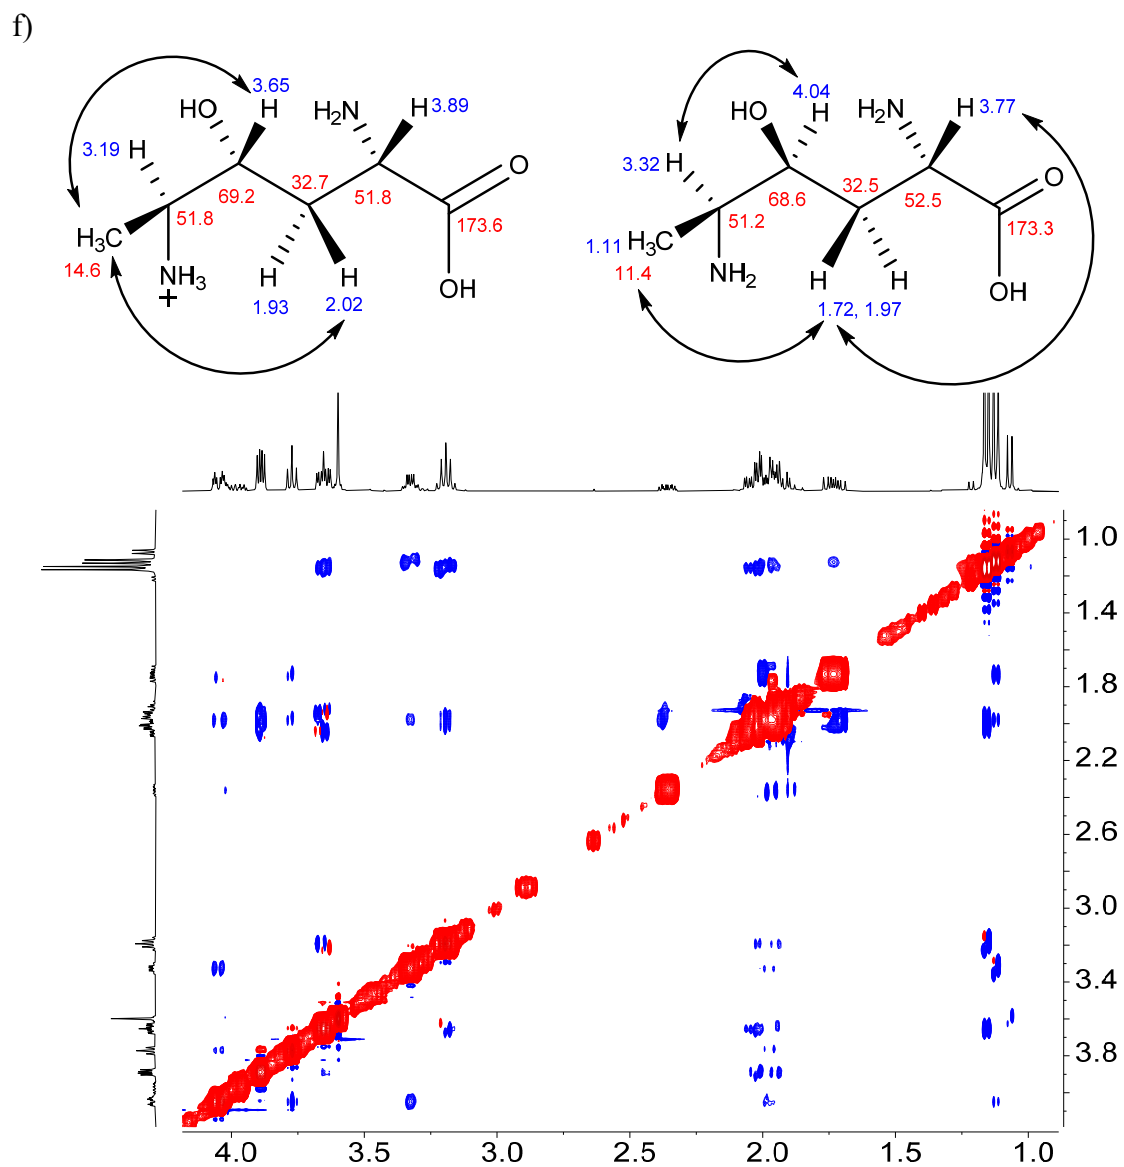 f)
3.65
HO
H
H₂N
H
3.89
3.19
H
69.2
32.7
51.8
51.8
O
173.6
H₃C
14.6
NH₃
+
H
H
OH
1.93
2.02
4.04
HO
H
H₂N
H
3.77
3.32
H
68.6
32.5
52.5
51.2
O
173.3
1.11
H₃C
11.4
NH₂
H
H
OH
1.72, 1.97
1.0
1.4
1.8
2.2
2.6
3.0
3.4
3.8
4.0
3.5
3.0
2.5
2.0
1.5
1.0